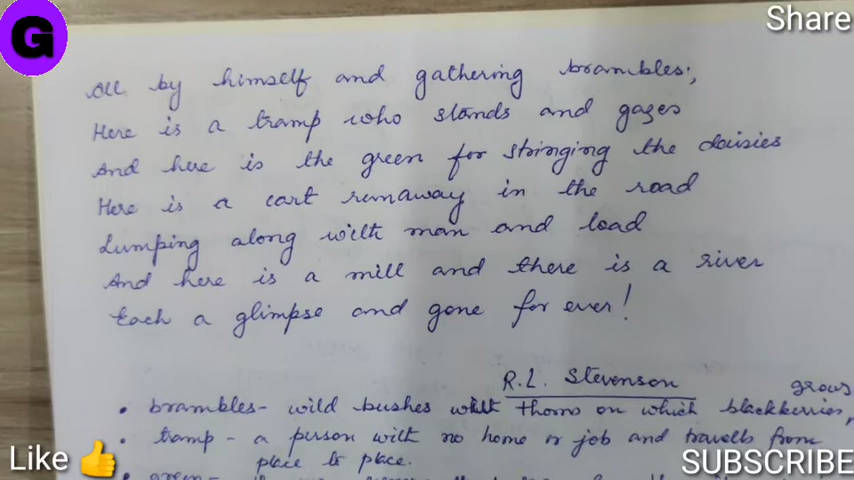 G
Share
All by himself and gathering brambles;,
Here is a tramp who stands and gazes
And here is the green for stringing the daisies
Here is a cart runaway in the road
Lumping along with man and load
And here is a mill and there is a river
Each a glimpse and gone for ever!
R.L. Stevenson
• brambles- wild bushes with thorns on which blackberries, grows
• tramp - a person with no home or job and travells from
place to place.
Like 👍
SUBSCRIBE
• green-